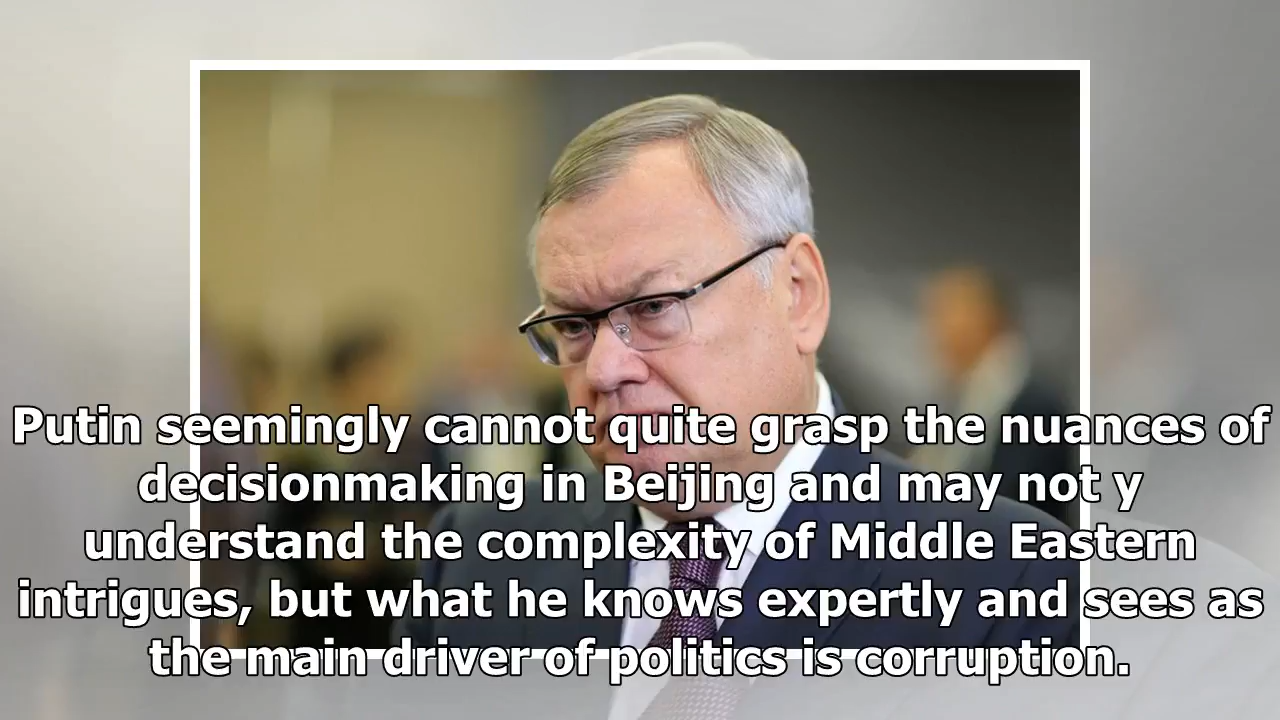 Putin seemingly cannot quite grasp the nuances of
decisionmaking in Beijing and may not y
understand the complexity of Middle Eastern
intrigues, but what he knows expertly and sees as
the main driver of politics is corruption.